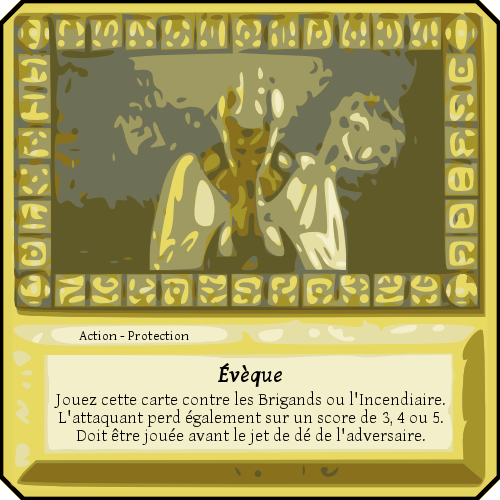 Action - Protection
Évèque
Jouez cette carte contre les Brigands ou l'Incendiaire.
L'attaquant perd également sur un score de 3, 4 ou 5.
Doit être jouée avant le jet de dé de l'adversaire.